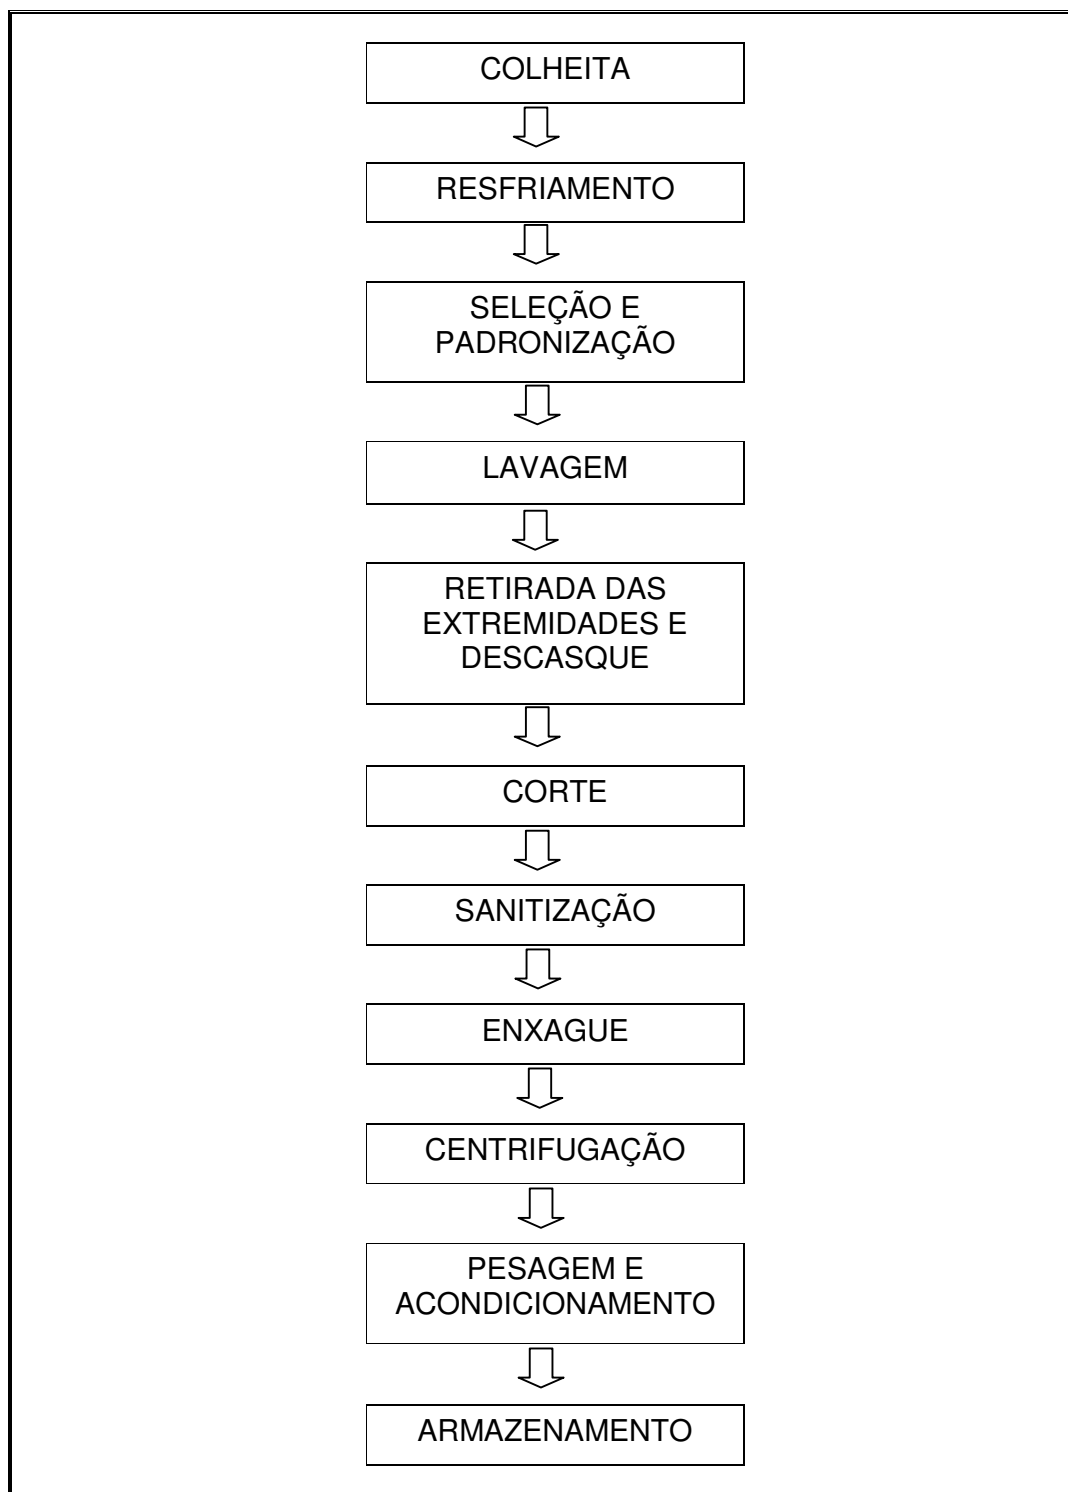 COLHEITA
RESFRIAMENTO
SELEÇÃO E
PADRONIZAÇÃO
LAVAGEM
RETIRADA DAS
EXTREMIDADES E
DESCASQUE
CORTE
SANITIZAÇÃO
ENXAGUE
CENTRIFUGAÇÃO
PESAGEM E
ACONDICIONAMENTO
ARMAZENAMENTO